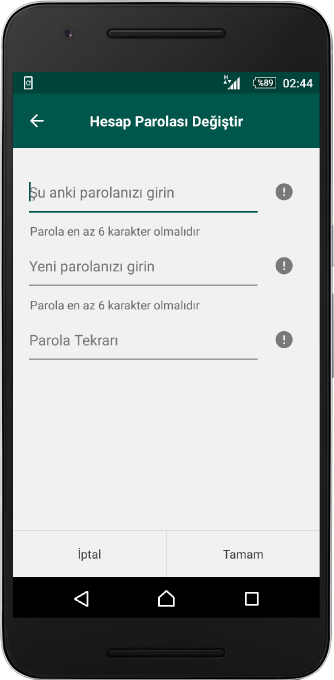 H
%89 02:44
Hesap Parolası Değiştir
Şu anki parolanızı girin
Parola en az 6 karakter olmalıdır
Yeni parolanızı girin
Parola en az 6 karakter olmalıdır
Parola Tekrarı
İptal Tamam